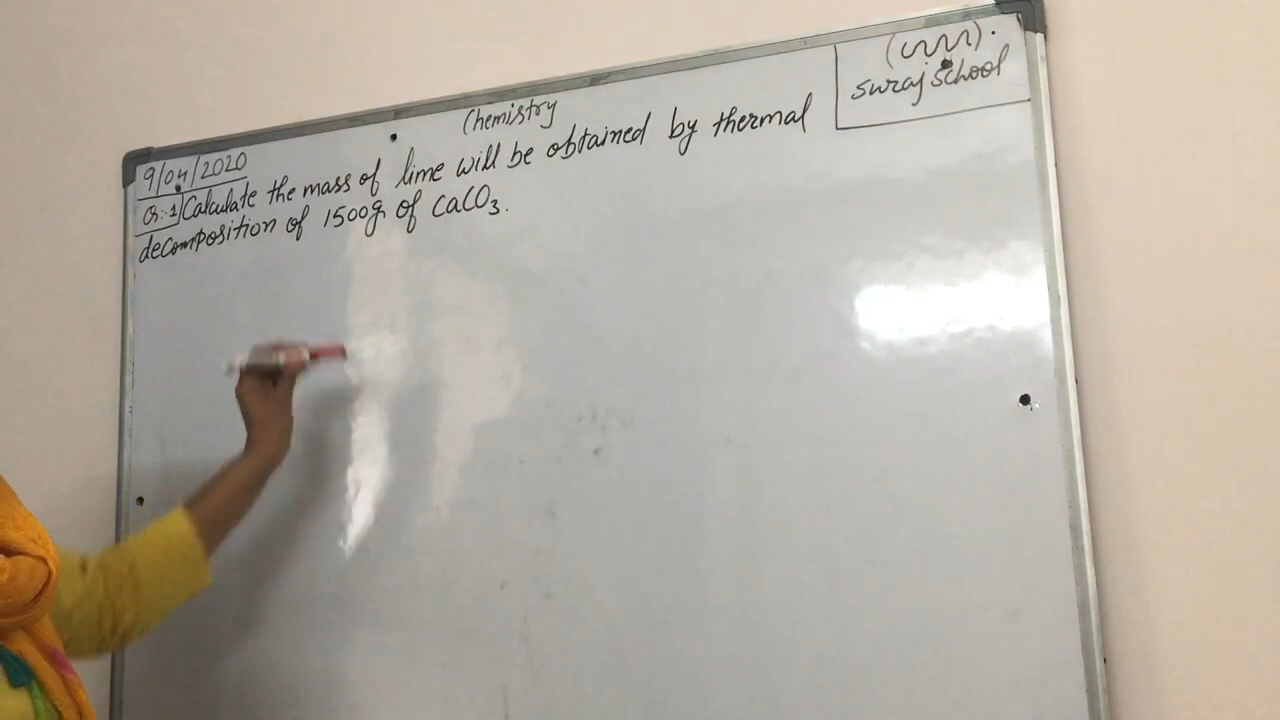 Suraj School
Chemistry
9/04/2020
Q.:-1 Calculate the mass of lime will be obtained by thermal
decomposition of 1500g of CaCO3.